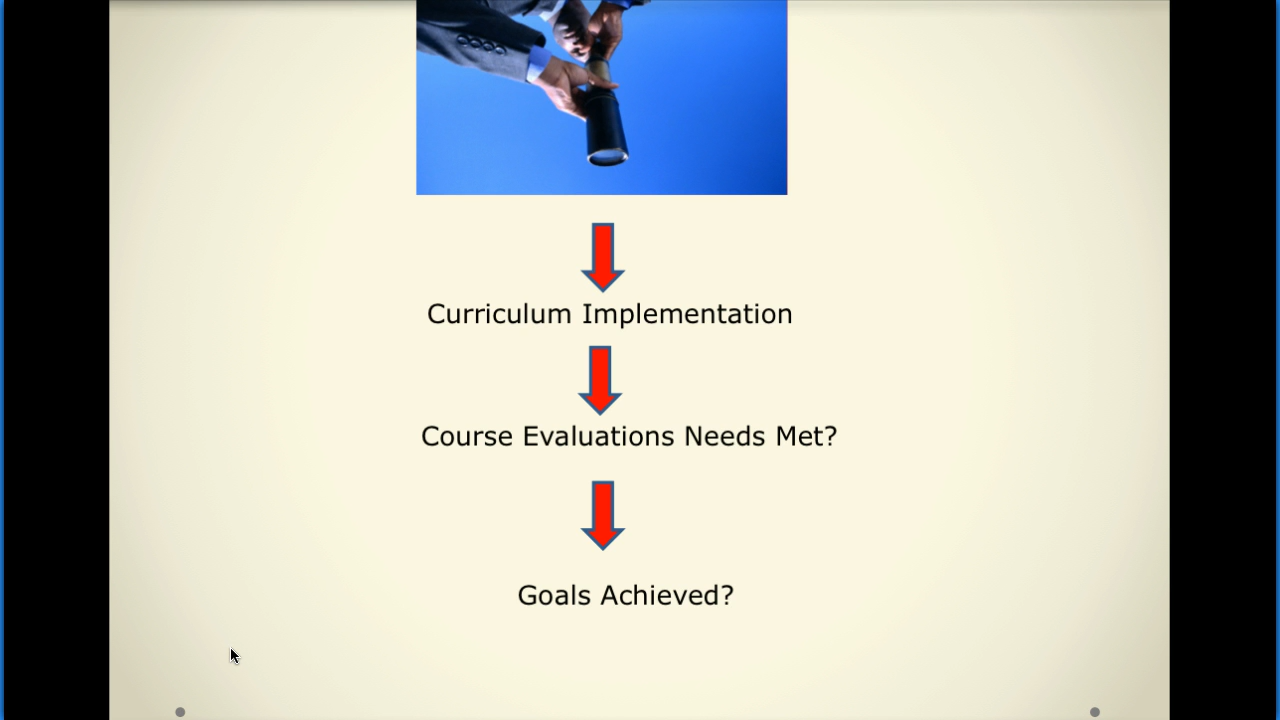 Curriculum Implementation
Course Evaluations Needs Met?
Goals Achieved?